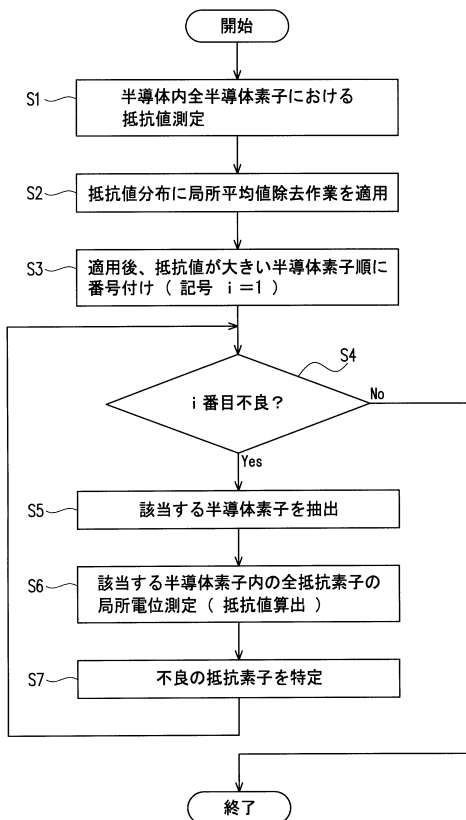 開始
S1
半導体内全半導体素子における
抵抗値測定
S2
抵抗値分布に局所平均値除去作業を適用
S3
適用後、抵抗値が大きい半導体素子順に
番号付け（ 記号 i＝1 ）
S4
i 番目不良？
No
Yes
S5
該当する半導体素子を抽出
S6
該当する半導体素子内の全抵抗素子の
局所電位測定（ 抵抗値算出 ）
S7
不良の抵抗素子を特定
終了